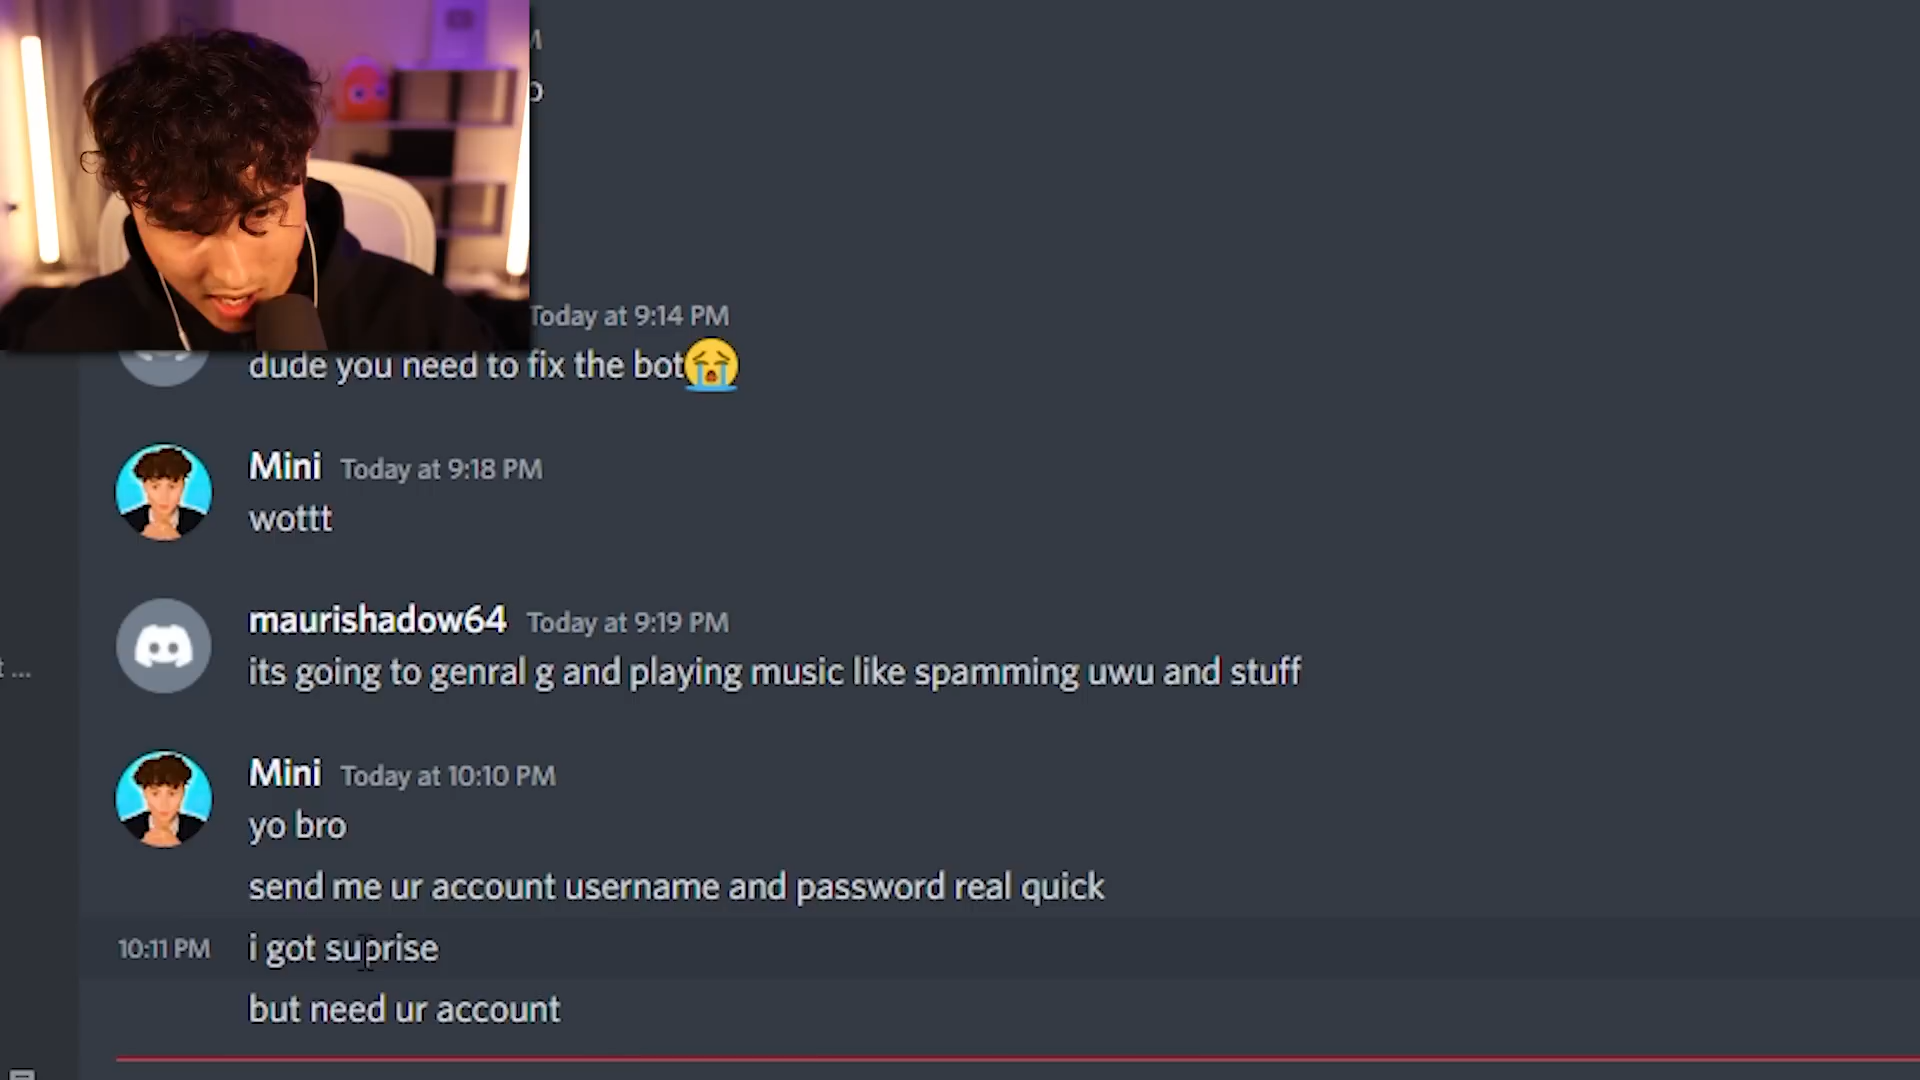 Today at 9:14 PM
dude you need to fix the bot
Mini Today at 9:18 PM
wottt
maurishadow64 Today at 9:19 PM
its going to genral g and playing music like spamming uwu and stuff
Mini Today at 10:10 PM
yo bro
send me ur account username and password real quick
10:11 PM i got suprise
but need ur account